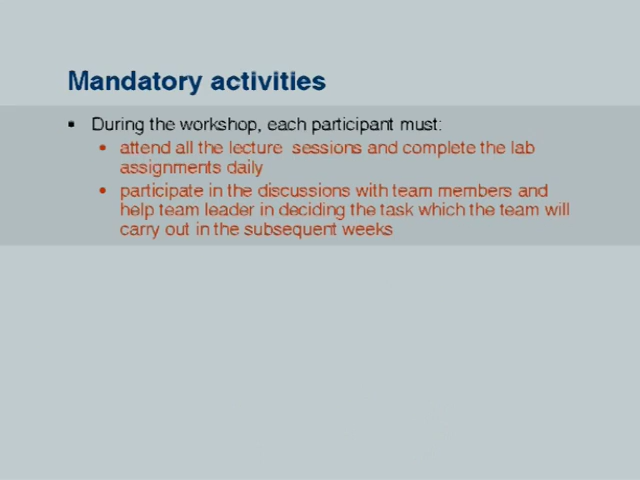 Mandatory activities
▪ During the workshop, each participant must:
• attend all the lecture sessions and complete the lab
assignments daily
• participate in the discussions with team members and
help team leader in deciding the task which the team will
carry out in the subsequent weeks